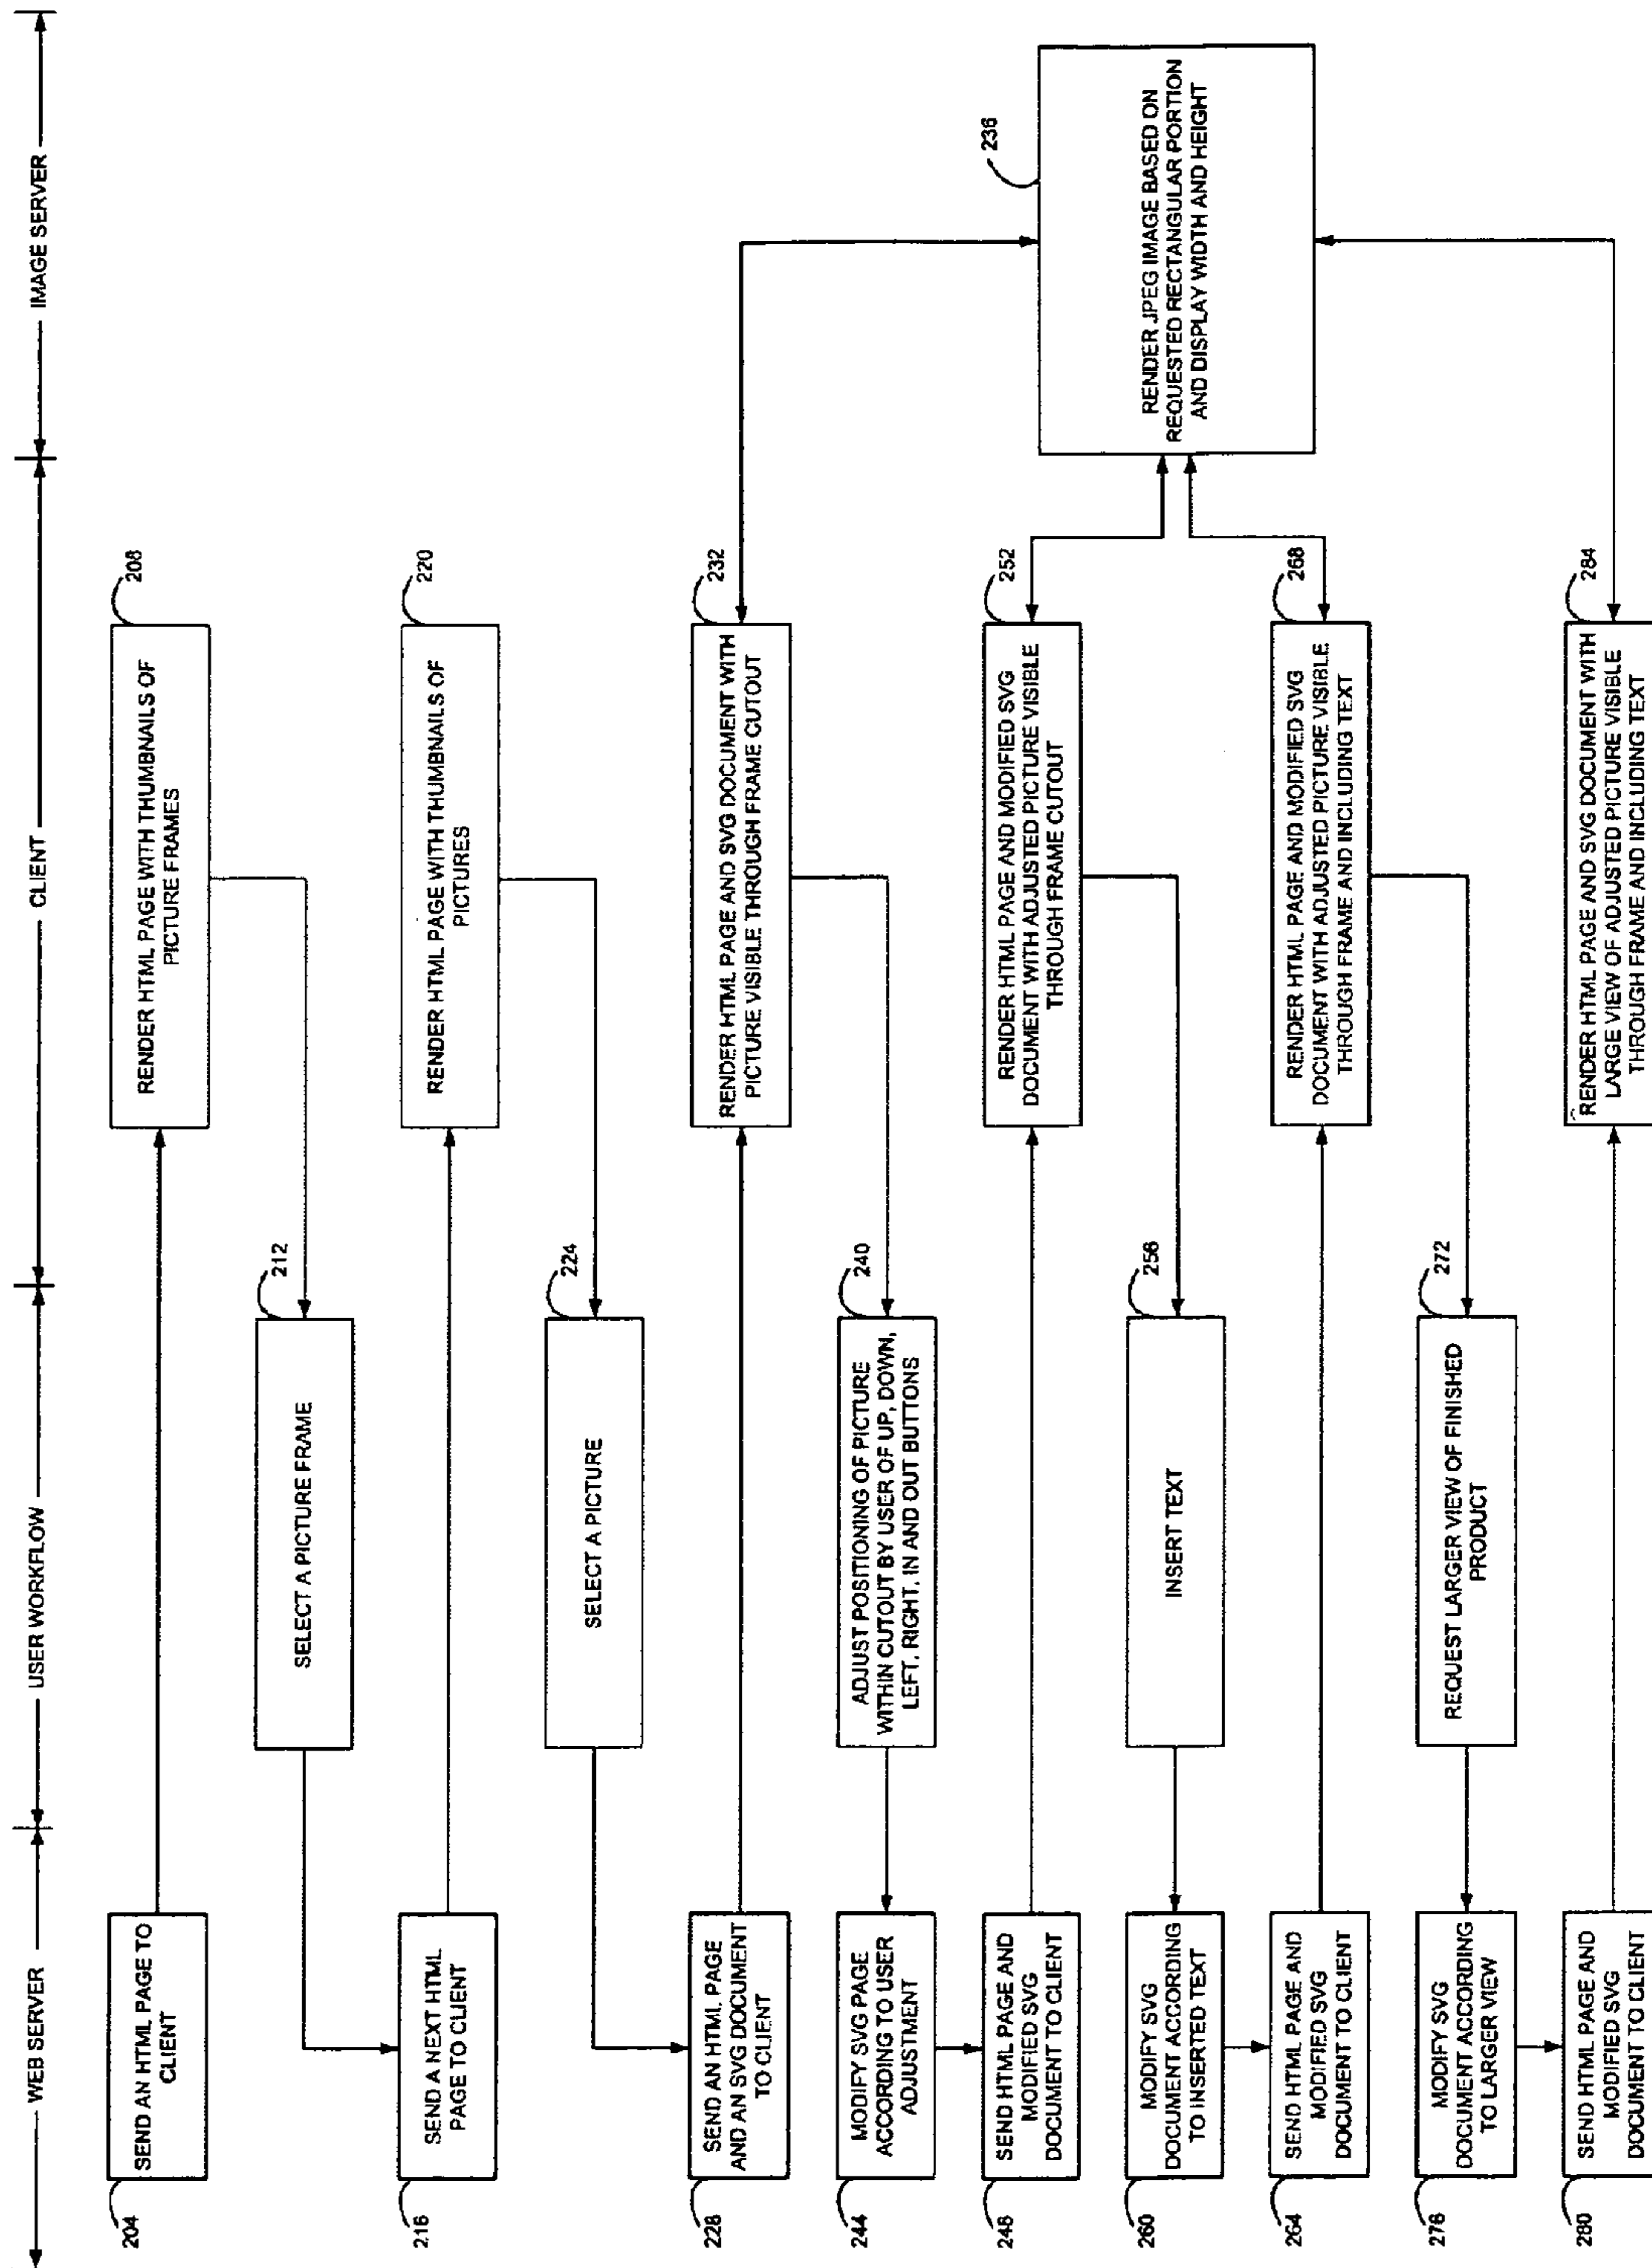 WEB SERVER
USER WORKFLOW
CLIENT
IMAGE SERVER
204
SEND AN HTML PAGE TO
CLIENT
208
RENDER HTML PAGE WITH THUMBNAILS OF
PICTURE FRAMES
212
SELECT A PICTURE FRAME
216
SEND A NEXT HTML
PAGE TO CLIENT
220
RENDER HTML PAGE WITH THUMBNAILS OF
PICTURES
224
SELECT A PICTURE
228
SEND AN HTML PAGE
AND AN SVG DOCUMENT
TO CLIENT
232
RENDER HTML PAGE AND SVG DOCUMENT WITH
PICTURE VISIBLE THROUGH FRAME CUTOUT
236
RENDER JPEG IMAGE BASED ON
REQUESTED RECTANGULAR PORTION
AND DISPLAY WIDTH AND HEIGHT
240
ADJUST POSITIONING OF PICTURE
WITHIN CUTOUT BY USER OF UP, DOWN,
LEFT, RIGHT, IN AND OUT BUTTONS
244
MODIFY SVG PAGE
ACCORDING TO USER
ADJUSTMENT
248
SEND HTML PAGE AND
MODIFIED SVG
DOCUMENT TO CLIENT
252
RENDER HTML PAGE AND MODIFIED SVG
DOCUMENT WITH ADJUSTED PICTURE VISIBLE
THROUGH FRAME CUTOUT
256
INSERT TEXT
260
MODIFY SVG
DOCUMENT ACCORDING
TO INSERTED TEXT
264
SEND HTML PAGE AND
MODIFIED SVG
DOCUMENT TO CLIENT
268
RENDER HTML PAGE AND MODIFIED SVG
DOCUMENT WITH ADJUSTED PICTURE VISIBLE
THROUGH FRAME AND INCLUDING TEXT
272
REQUEST LARGER VIEW OF FINISHED
PRODUCT
276
MODIFY SVG
DOCUMENT ACCORDING
TO LARGER VIEW
280
SEND HTML PAGE AND
MODIFIED SVG
DOCUMENT TO CLIENT
284
RENDER HTML PAGE AND SVG DOCUMENT WITH
LARGE VIEW OF ADJUSTED PICTURE VISIBLE
THROUGH FRAME AND INCLUDING TEXT